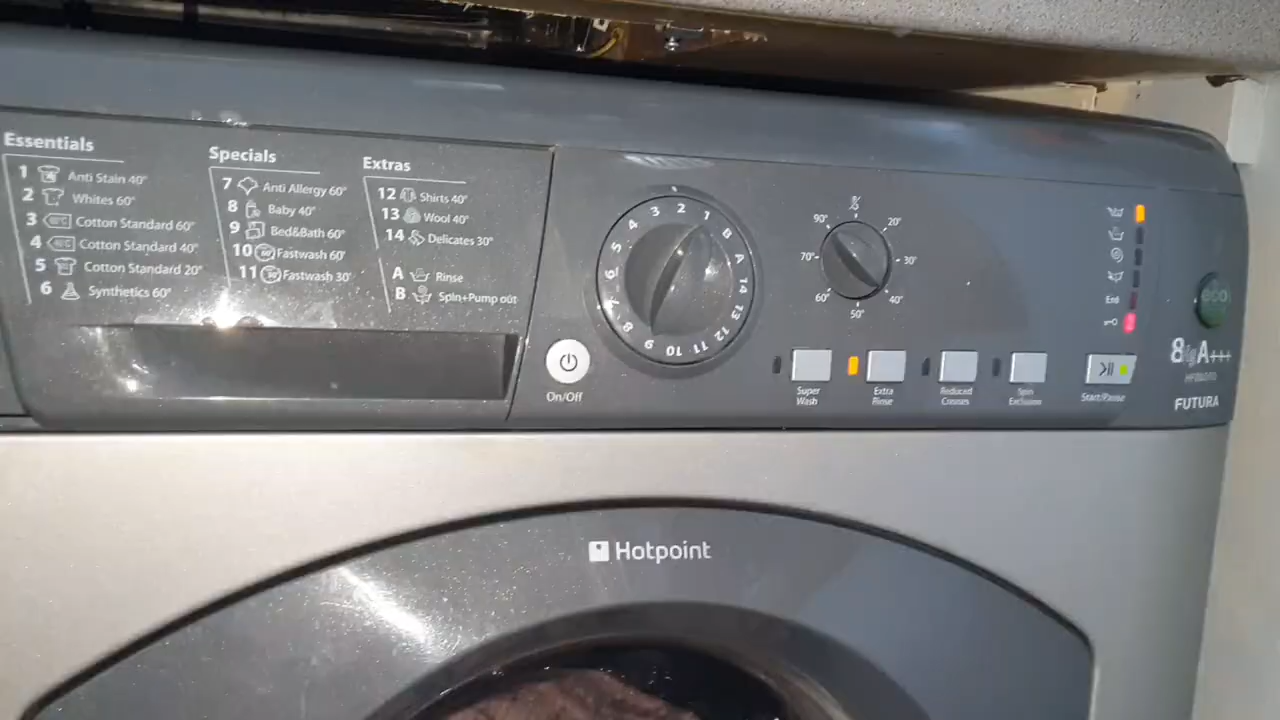 Essentials
1 Anti Stain 40°
2 Whites 60°
3 Cotton Standard 60°
4 Cotton Standard 40°
5 Cotton Standard 20°
6 Synthetics 60°
Specials
7 Anti Allergy 60°
8 Baby 40°
9 Bed&Bath 60°
10 Fastwash 60'
11 Fastwash 30'
Extras
12 Shirts 40°
13 Wool 40°
14 Delicates 30°
A Rinse
B Spin+Pump out
On/Off
1 2 3 4 5 6 7 8 9 10 11 12 13 14 A B
20°
30°
40°
50°
60°
70°
90°
Super
Wash
Extra
Rinse
Reduced
Creases
Spin
Exclusion
Start/Pause
End
eco
8kg A+++
FUTURA
Hotpoint